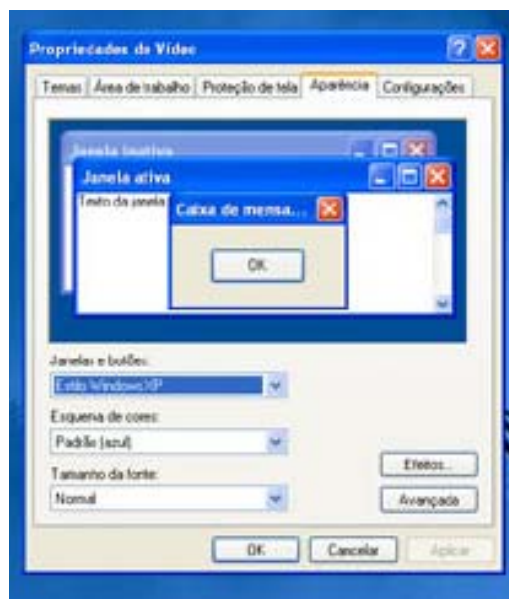 Propriedades de Vídeo
Temas Área de trabalho Proteção de tela Aparência Configurações
Janela inativa
Janela ativa
Texto da janela
Caixa de mensa...
OK
Janelas e botões:
Estilo Windows XP
Esquema de cores:
Padrão (azul)
Tamanho da fonte:
Normal
Efeitos...
Avançada
OK Cancelar Aplicar